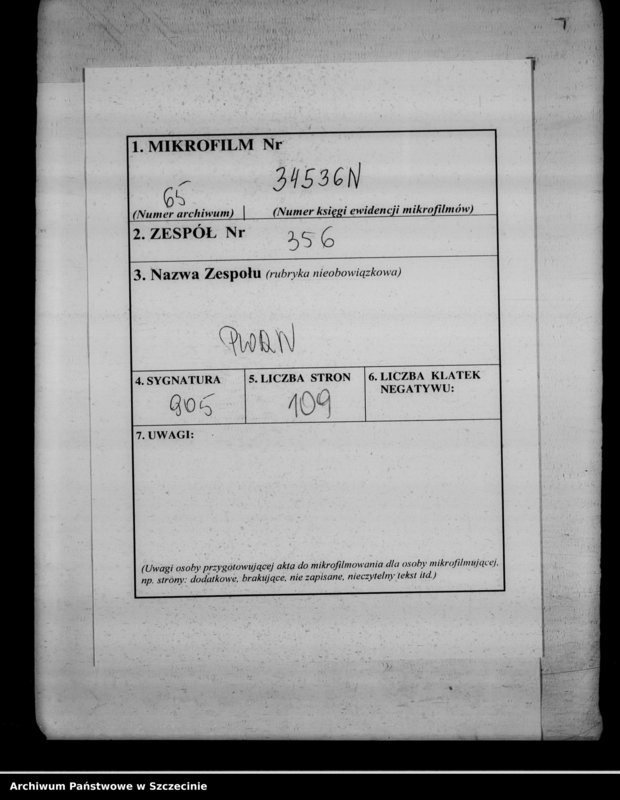 1. MIKROFILM Nr
65
34536N
(Numer archiwum)
(Numer księgi ewidencji mikrofilmów)
2. ZESPÓŁ Nr
356
3. Nazwa Zespołu (rubryka nieobowiązkowa)
PWRN
4. SYGNATURA
5. LICZBA STRON
6. LICZBA KLATEK
NEGATYWU:
905
109
7. UWAGI:
(Uwagi osoby przygotowującej akta do mikrofilmowania dla osoby mikrofilmującej,
np. strony: dodatkowe, brakujące, nie zapisane, nieczytelny tekst itd.)
Archiwum Państwowe w Szczecinie